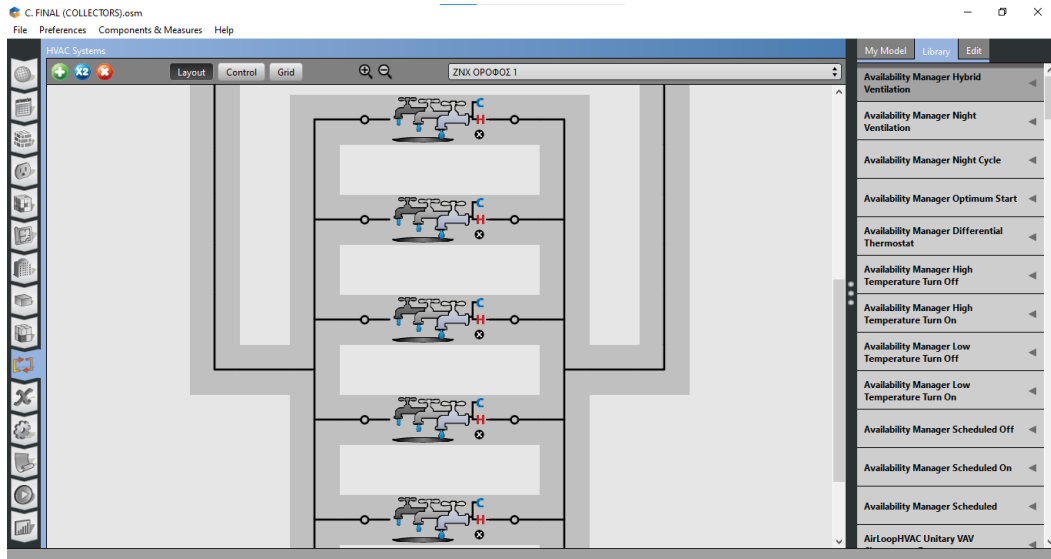 C. FINAL (COLLECTORS).osm
File Preferences Components & Measures Help
HVAC Systems
My Model Library Edit
X2 Layout Control Grid ΖΝΧ ΟΡΟΦΟΣ 1
Availability Manager Hybrid
Ventilation
Availability Manager Night
Ventilation
Availability Manager Night Cycle
Availability Manager Optimum Start
Availability Manager Differential
Thermostat
Availability Manager High
Temperature Turn Off
Availability Manager High
Temperature Turn On
Availability Manager Low
Temperature Turn Off
Availability Manager Low
Temperature Turn On
Availability Manager Scheduled Off
Availability Manager Scheduled On
Availability Manager Scheduled
AirLoopHVAC Unitary VAV
C
H
C
H
C
H
C
H
C
H